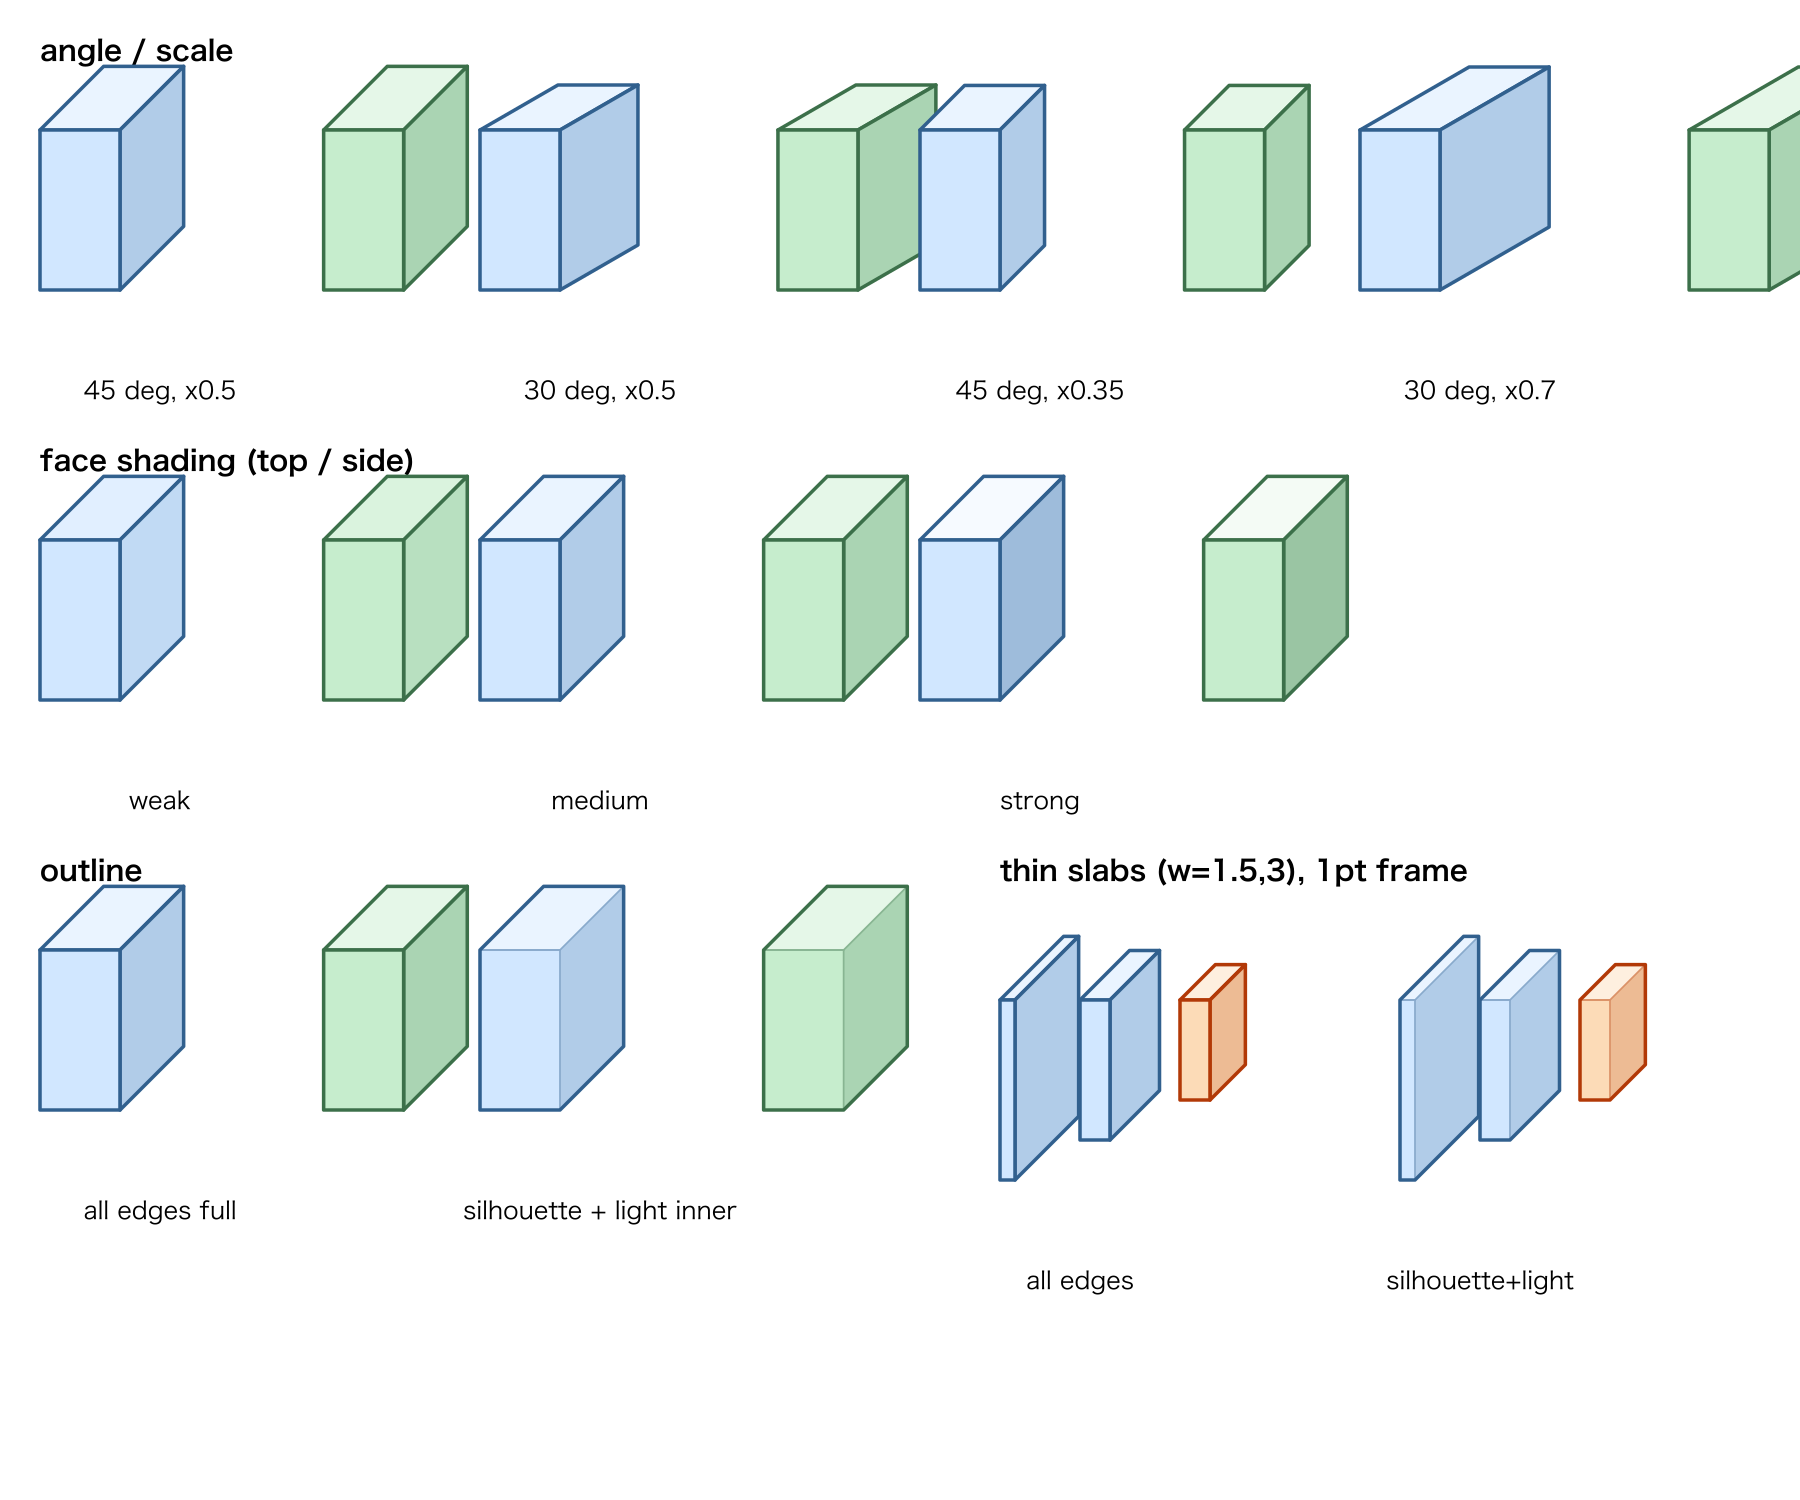 angle / scale
45 deg, x0.5
30 deg, x0.5
45 deg, x0.35
30 deg, x0.7
face shading (top / side)
weak
medium
strong
outline
thin slabs (w=1.5,3), 1pt frame
all edges full
silhouette + light inner
all edges
silhouette+light